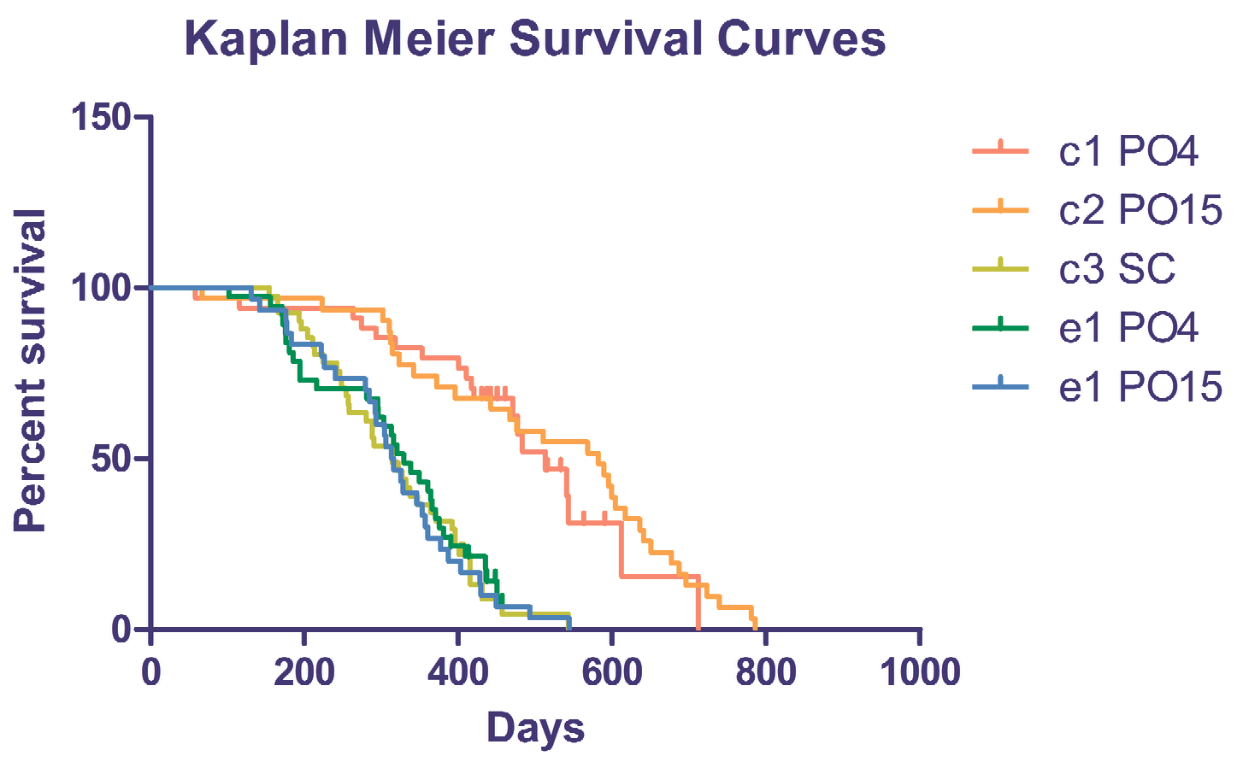 Kaplan Meier Survival Curves
150
100
50
0
Percent survival
0 200 400 600 800 1000
Days
c1 PO4
c2 PO15
c3 SC
e1 PO4
e1 PO15